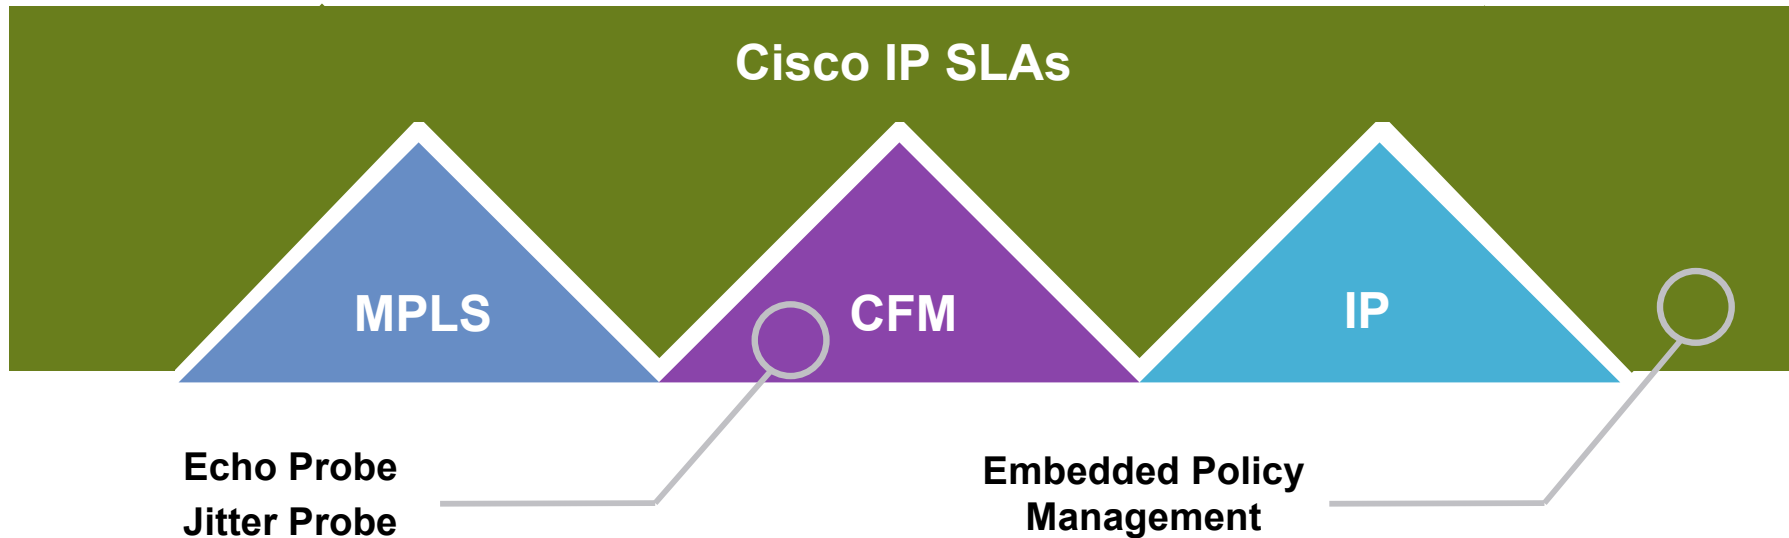 Cisco IP SLAs
MPLS
CFM
IP
Echo Probe
Jitter Probe
Embedded Policy
Management